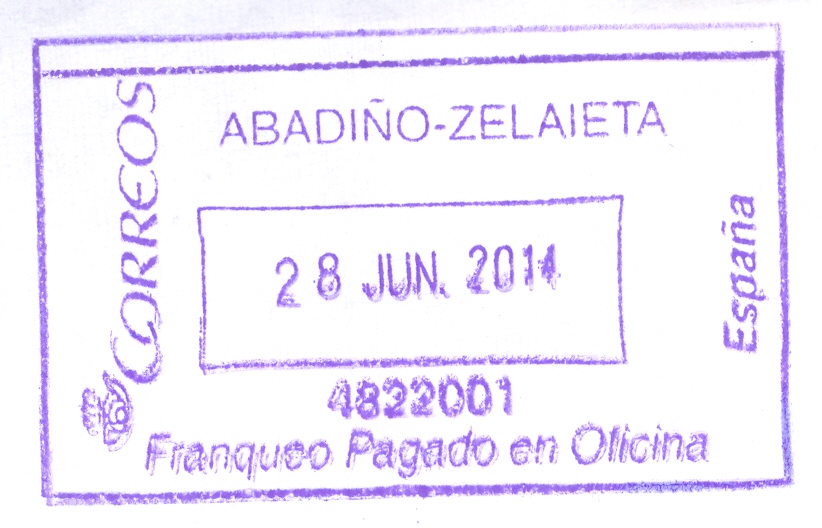 ABADIÑO-ZELAIETA
CORREOS
28 JUN. 2014
España
4822001
Franqueo Pagado en Oficina